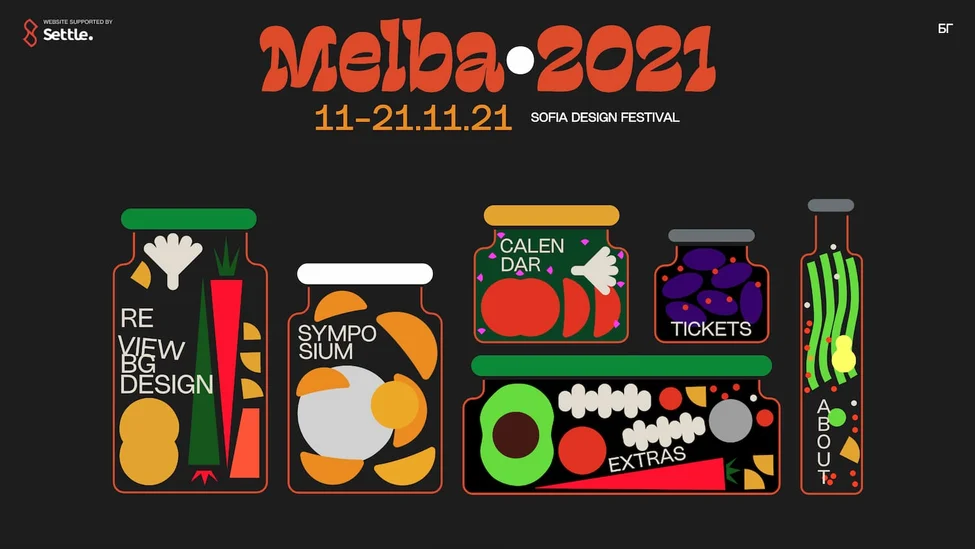 WEBSITE SUPPORTED BY
Settle.
БГ
Melba•2021
11–21.11.21
SOFIA DESIGN FESTIVAL
RE
VIEW
BG
DESIGN
SYMPO
SIUM
CALEN
DAR
TICKETS
EXTRAS
A
B
O
U
T